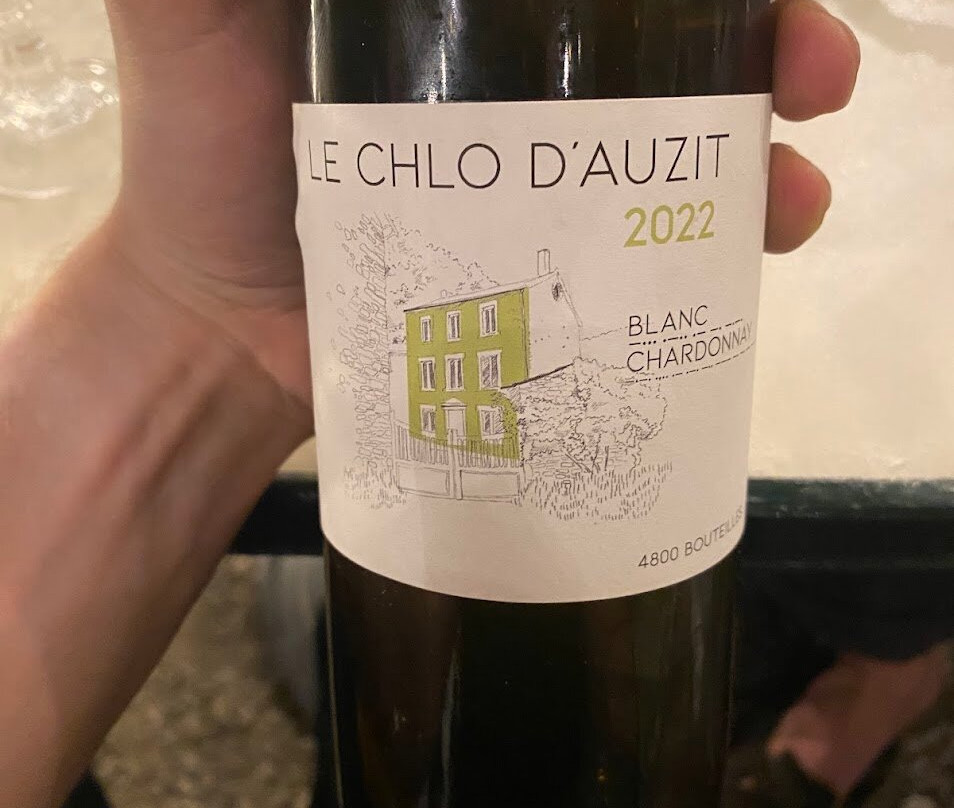 LE CHLO D'AUZIT
2022
BLANC
CHARDONNAY
4800 BOUTEILLES